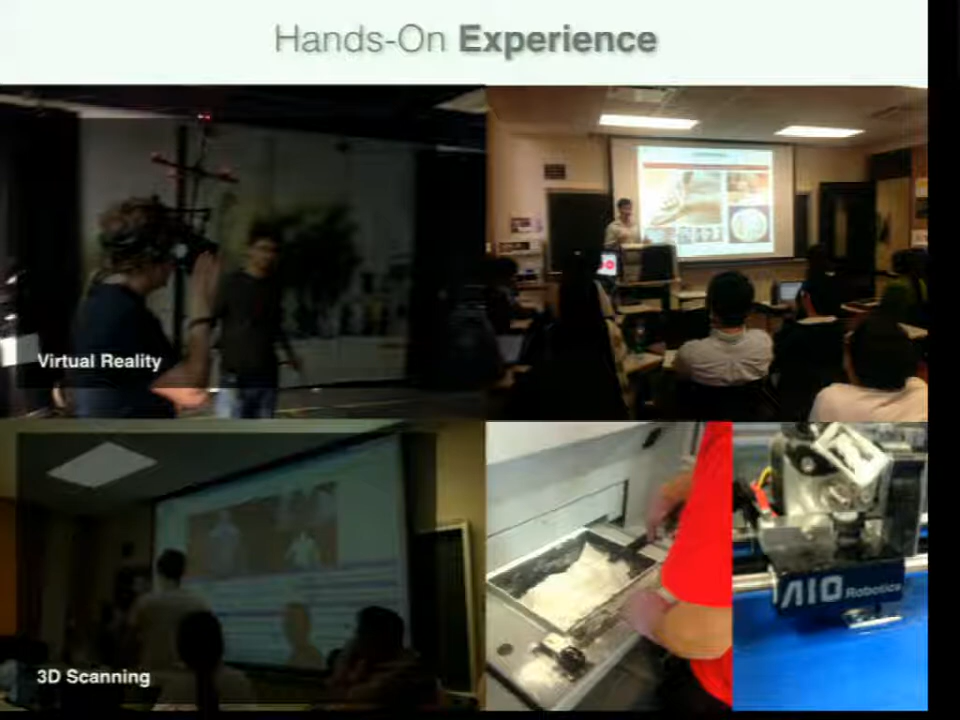 Hands-On Experience
Virtual Reality
3D Scanning
AIO Robotics